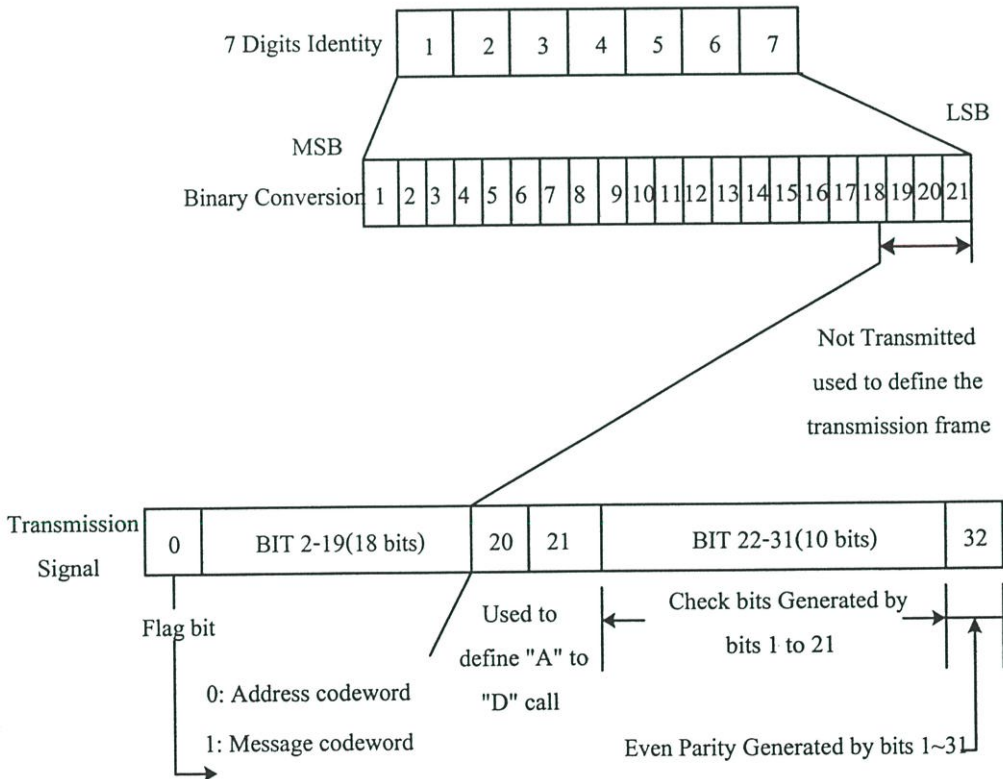 7 Digits Identity
1 2 3 4 5 6 7
LSB
MSB
Binary Conversion
1 2 3 4 5 6 7 8 9 10 11 12 13 14 15 16 17 18 19 20 21
Not Transmitted
used to define the
transmission frame
Transmission
Signal
0
BIT 2-19(18 bits)
20
21
BIT 22-31(10 bits)
32
Flag bit
Used to
define "A" to
"D" call
Check bits Generated by
bits 1 to 21
0: Address codeword
1: Message codeword
Even Parity Generated by bits 1~31